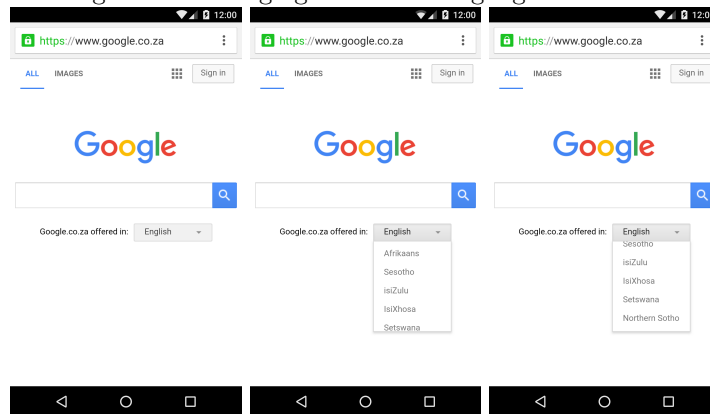 12:00
https://www.google.co.za
ALL IMAGES Sign in
Google
Google.co.za offered in: English
12:00
https://www.google.co.za
ALL IMAGES Sign in
Google
Google.co.za offered in: English
Afrikaans
Sesotho
isiZulu
IsiXhosa
Setswana
12:0
https://www.google.co.za
ALL IMAGES Sign in
Google
Google.co.za offered in: English
Sesotho
isiZulu
IsiXhosa
Setswana
Northern Sotho